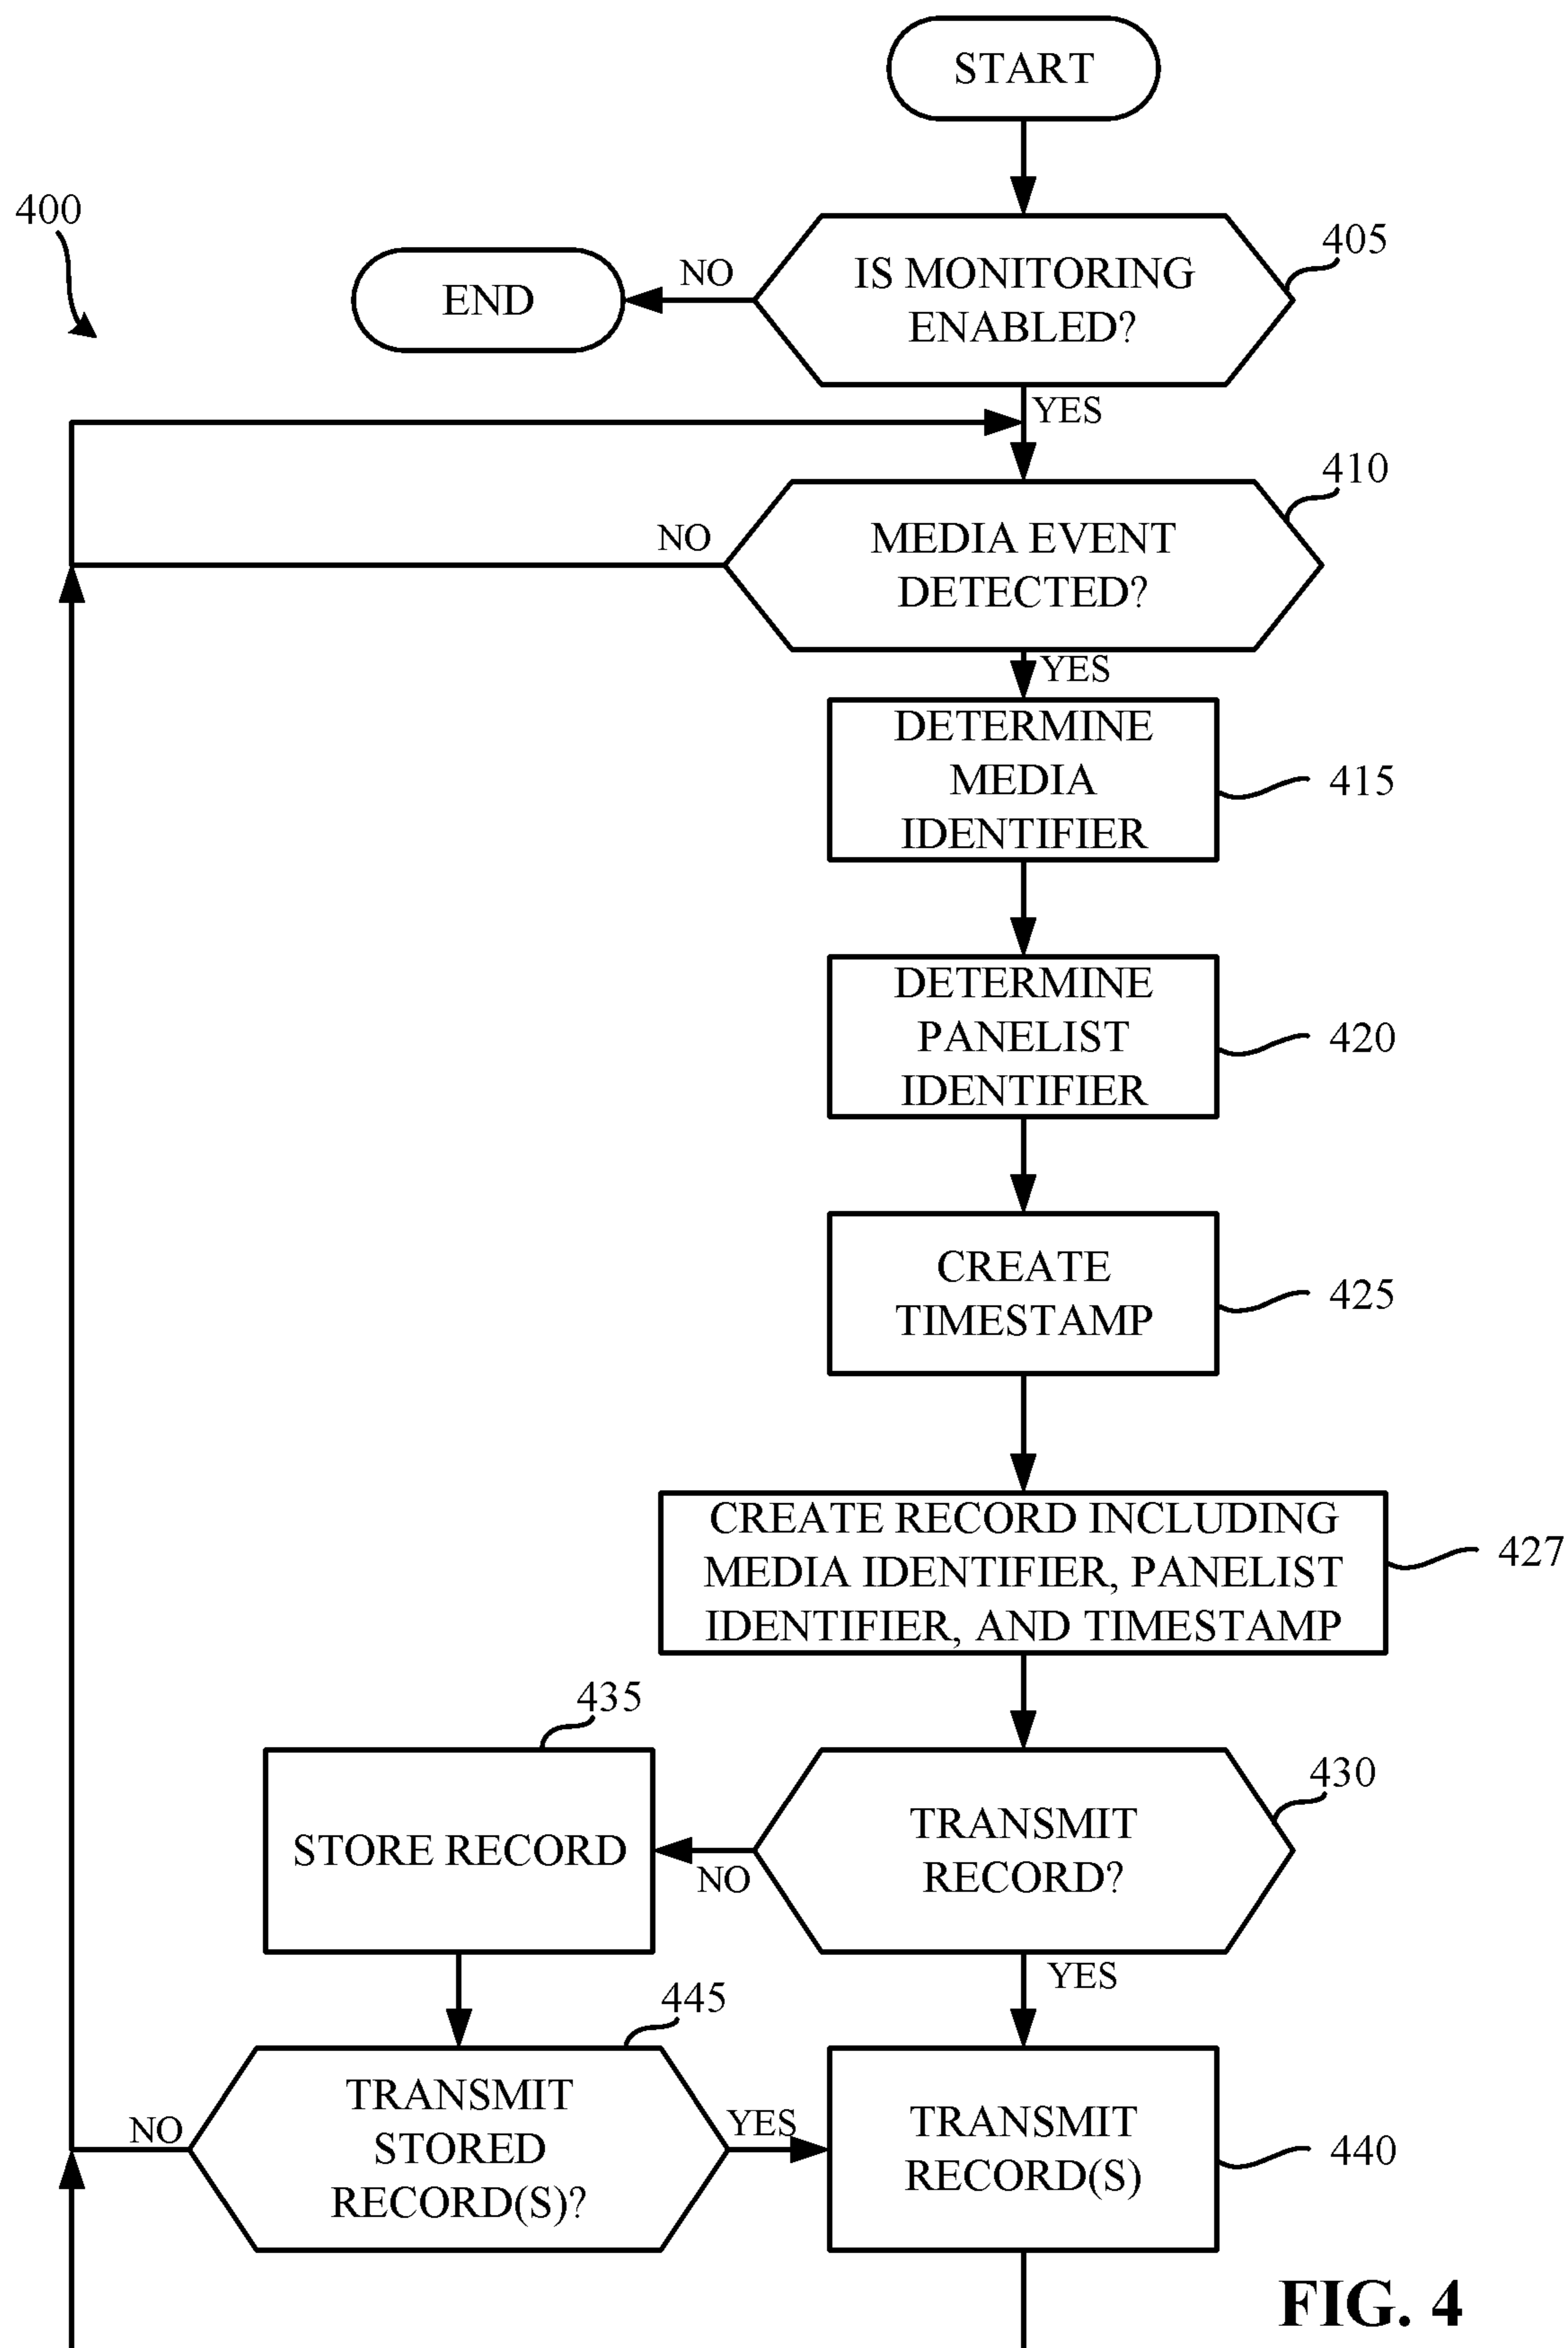 START
400
405
IS MONITORING
ENABLED?
NO
END
YES
410
MEDIA EVENT
DETECTED?
NO
YES
DETERMINE
MEDIA
IDENTIFIER
415
DETERMINE
PANELIST
IDENTIFIER
420
CREATE
TIMESTAMP
425
CREATE RECORD INCLUDING
MEDIA IDENTIFIER, PANELIST
IDENTIFIER, AND TIMESTAMP
427
435
430
STORE RECORD
NO
TRANSMIT
RECORD?
YES
445
TRANSMIT
STORED
RECORD(S)?
NO
YES
TRANSMIT
RECORD(S)
440
FIG. 4